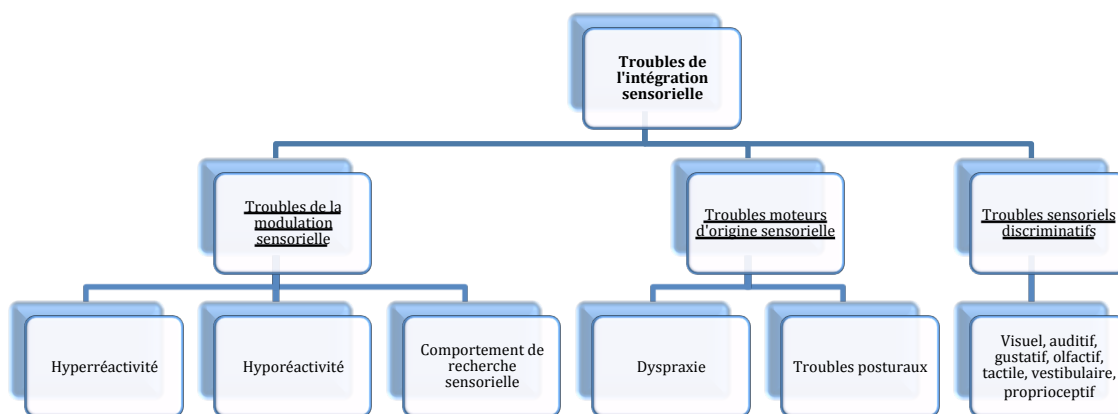 Troubles de
l'intégration
sensorielle
Troubles de la
modulation
sensorielle
Troubles moteurs
d'origine sensorielle
Troubles sensoriels
discriminatifs
Hyperréactivité
Hyporéactivité
Comportement de
recherche
sensorielle
Dyspraxie
Troubles posturaux
Visuel, auditif,
gustatif, olfactif,
tactile, vestibulaire,
proprioceptif